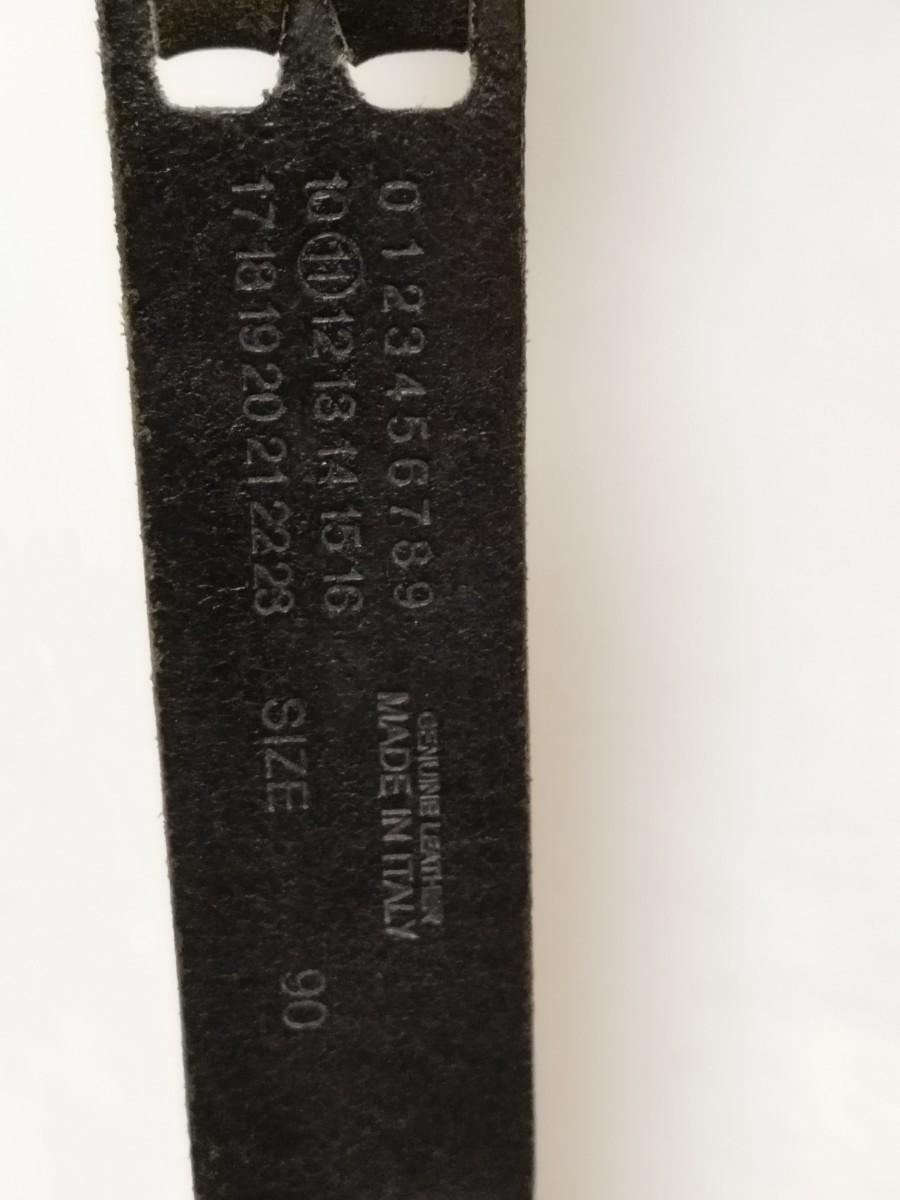 0 1 2 3 4 5 6 7 8 9
10 11 12 13 14 15 16
17 18 19 20 21 22 23
GENUINE LEATHER
MADE IN ITALY
SIZE 90